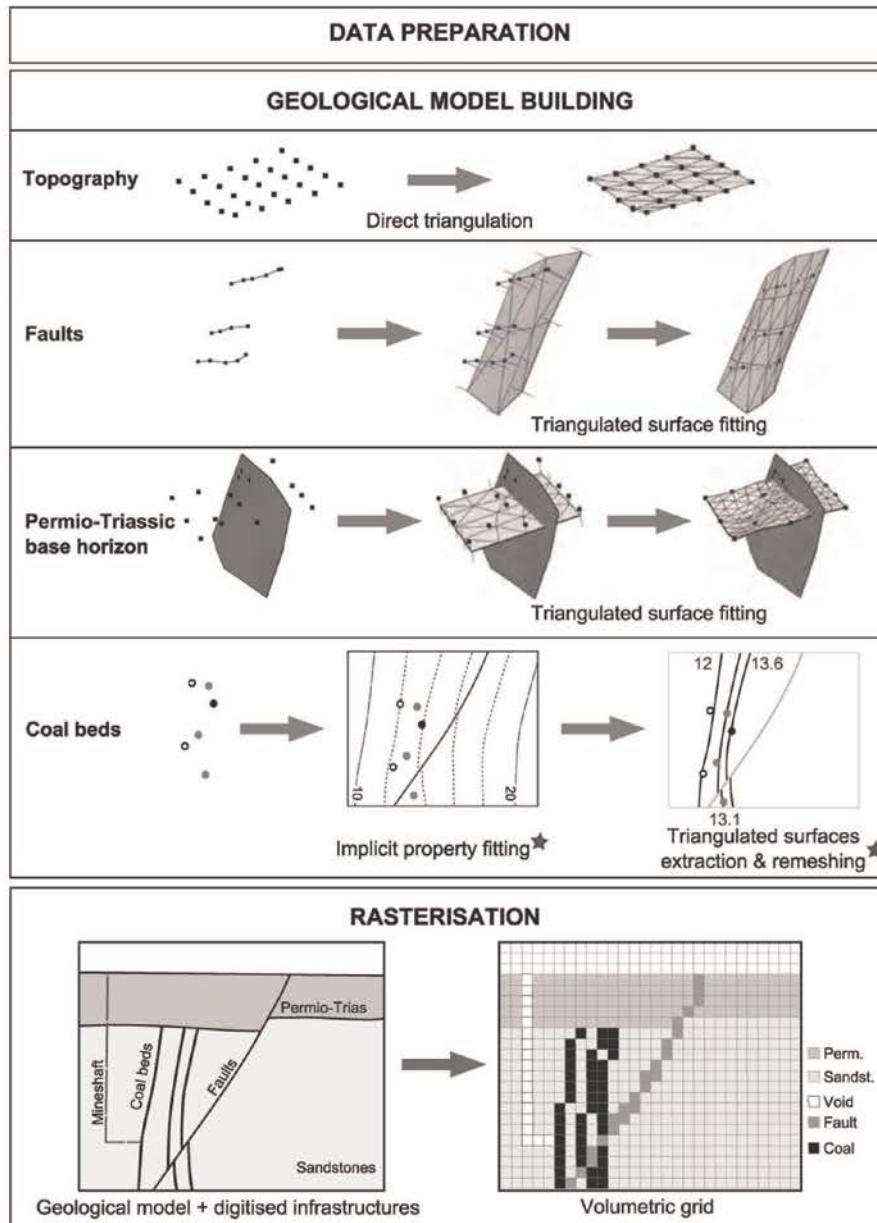 DATA PREPARATION
GEOLOGICAL MODEL BUILDING
Topography
Direct triangulation
Faults
Triangulated surface fitting
Permio-Triassic
base horizon
Triangulated surface fitting
Coal beds
10
20
Implicit property fitting
12
13.6
13.1
Triangulated surfaces
extraction & remeshing
RASTERISATION
Mineshaft
Coal beds
Faults
Permio-Trias
Sandstones
Geological model + digitised infrastructures
Perm.
Sandst.
Void
Fault
Coal
Volumetric grid